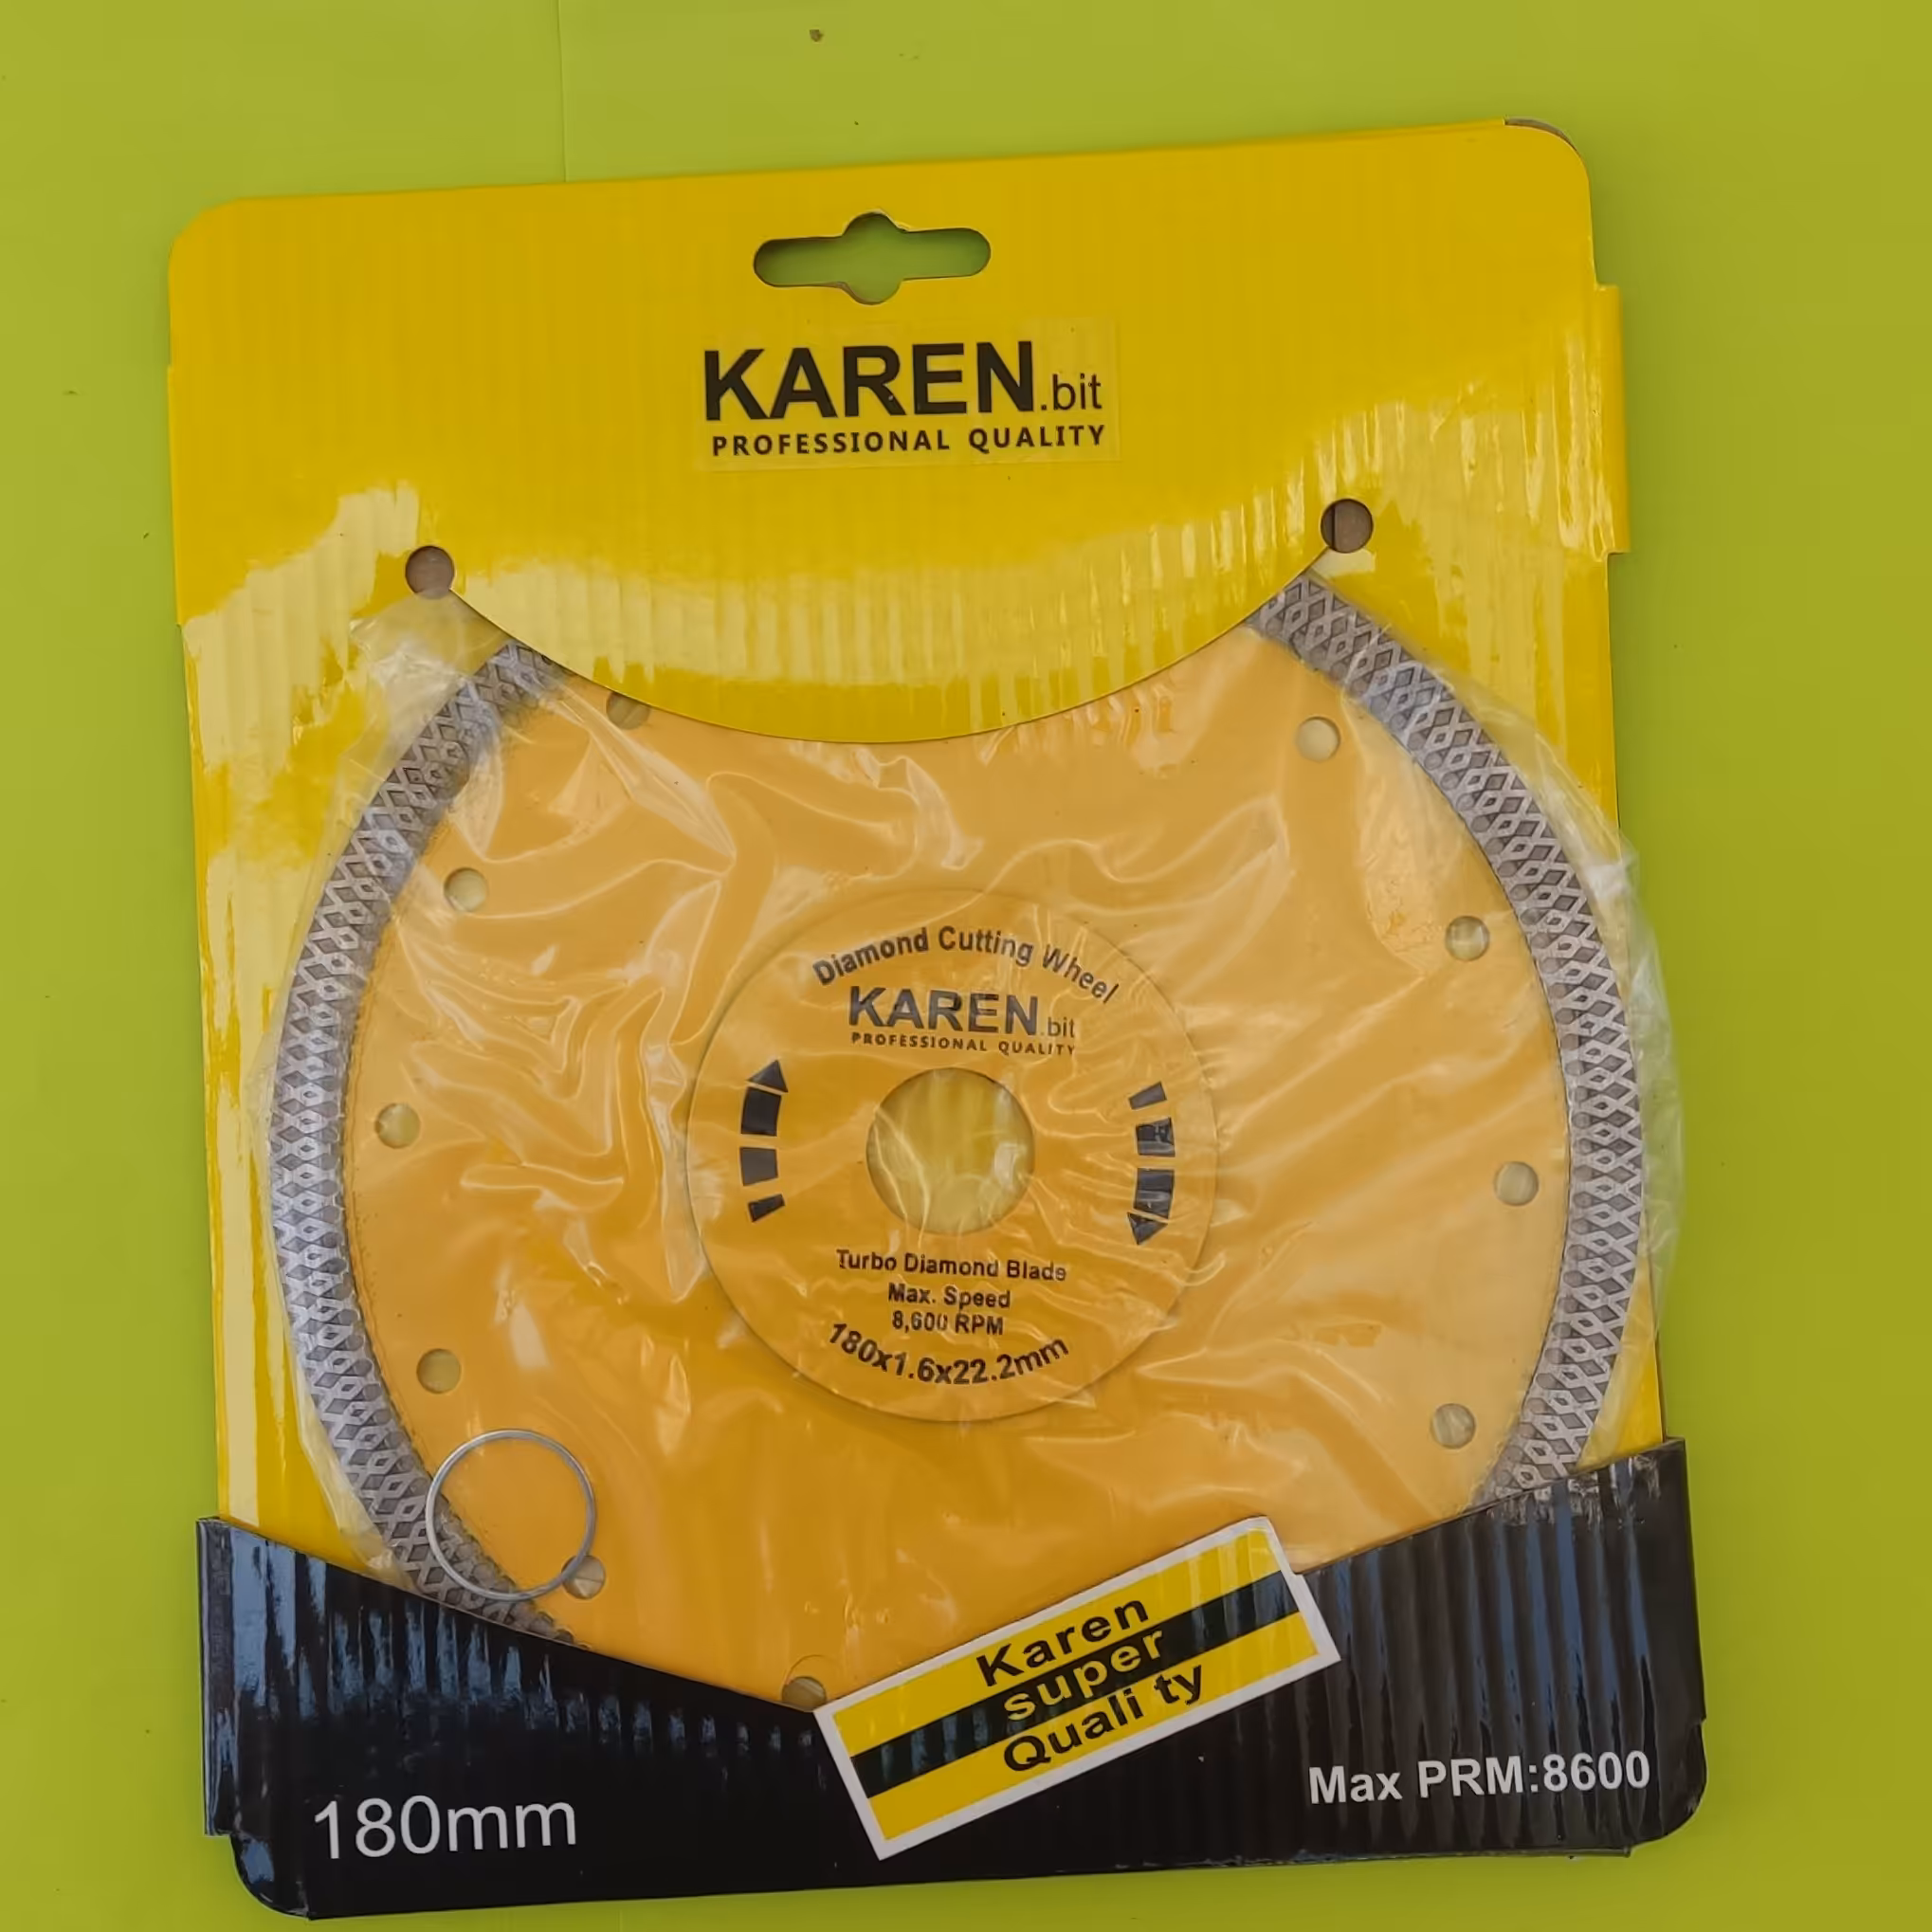 KAREN.bit
PROFESSIONAL QUALITY
Diamond Cutting Wheel
KAREN.bit
PROFESSIONAL QUALITY
Turbo Diamond Blade
Max. Speed
8,600 RPM
180x1.6x22.2mm
Karen
super
Quali ty
180mm
Max PRM:8600